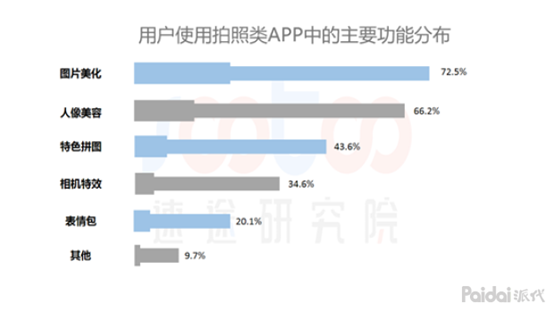 用户使用拍照类APP中的主要功能分布
图片美化 72.5%
人像美容 66.2%
特色拼图 43.6%
相机特效 34.6%
表情包 20.1%
其他 9.7%
速途研究院
Paidai派代